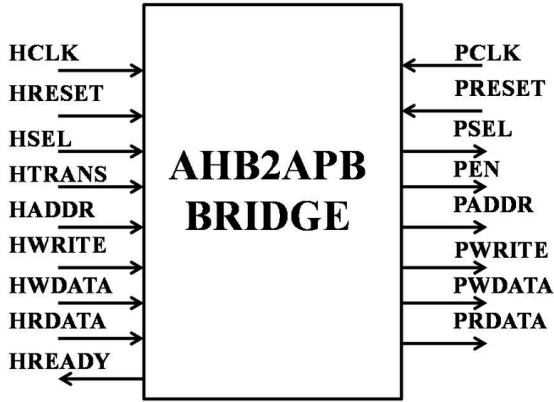 HCLK
HRESET
HSEL
HTRANS
HADDR
HWRITE
HWDATA
HRDATA
HREADY
AHB2APB
BRIDGE
PCLK
PRESET
PSEL
PEN
PADDR
PWRITE
PWDATA
PRDATA